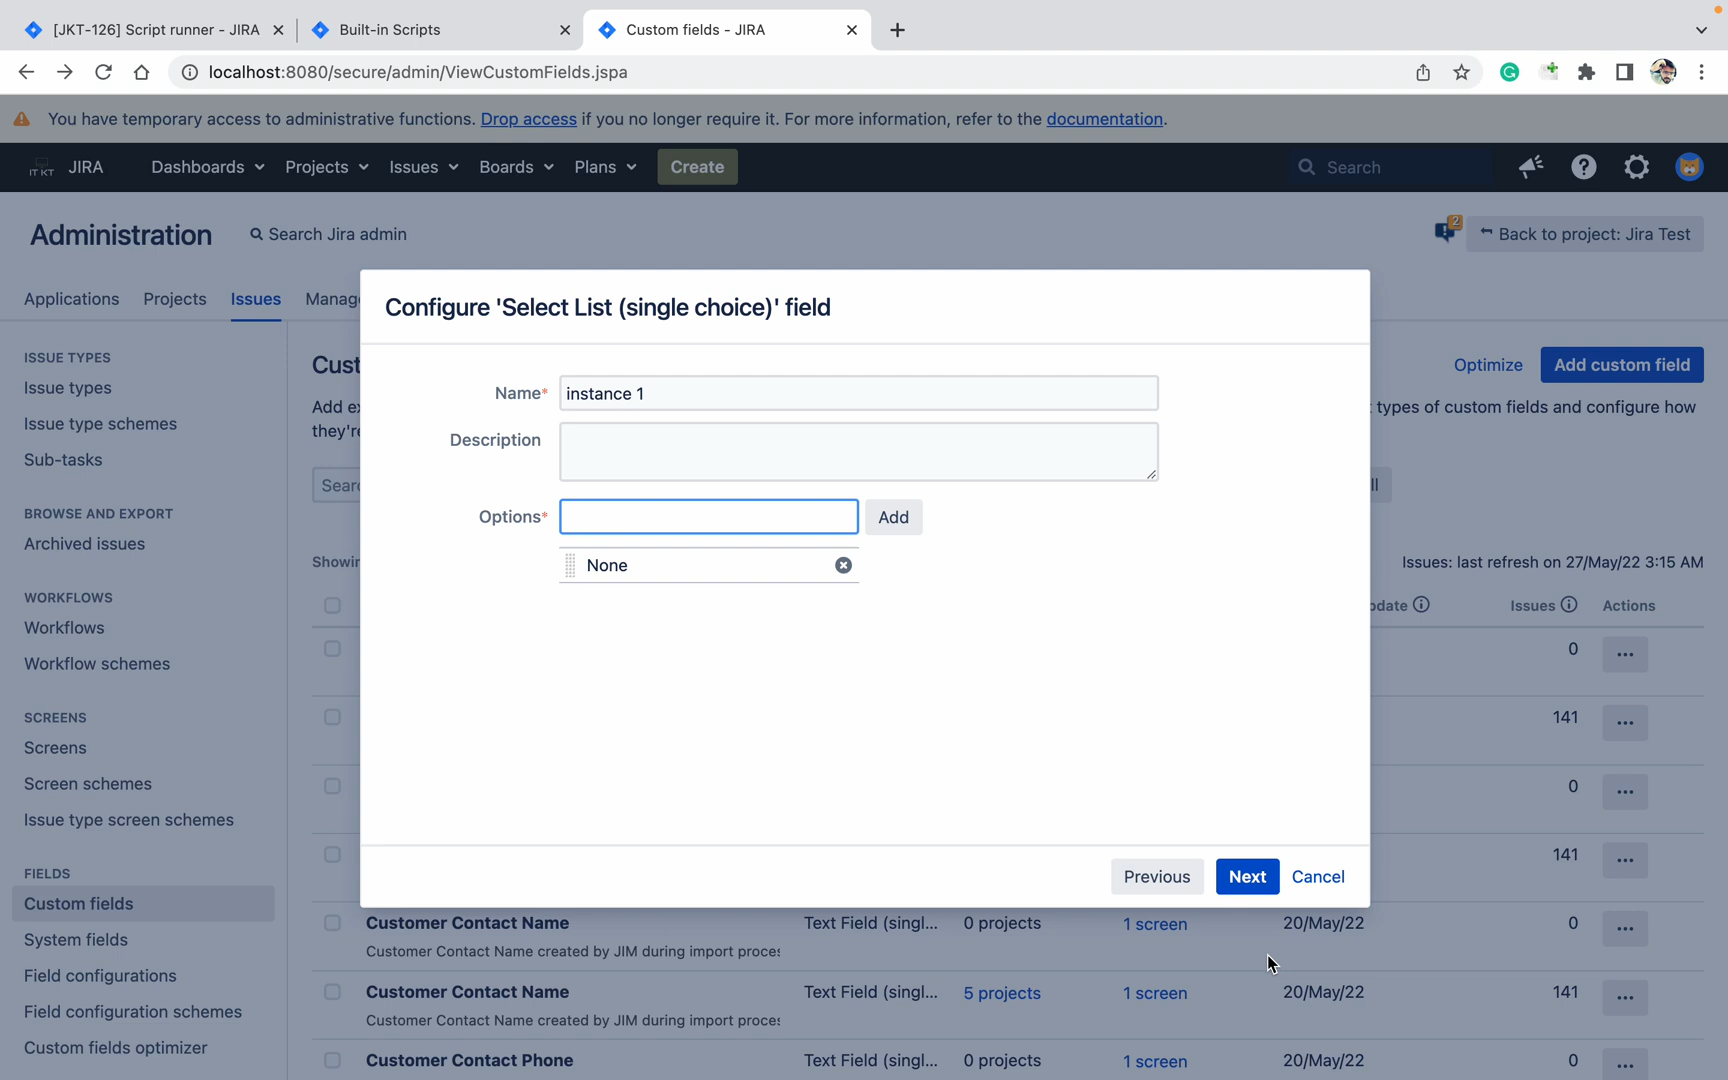 [JKT-126] Script runner - JIRA
Built-in Scripts
Custom fields - JIRA
localhost:8080/secure/admin/ViewCustomFields.jspa
You have temporary access to administrative functions. Drop access if you no longer require it. For more information, refer to the documentation.
IT KT JIRA Dashboards Projects Issues Boards Plans Create Search
Administration Search Jira admin 2 Back to project: Jira Test
Applications Projects Issues Manag
Configure 'Select List (single choice)' field
ISSUE TYPES
Issue types
Issue type schemes
Sub-tasks
BROWSE AND EXPORT
Archived issues
WORKFLOWS
Workflows
Workflow schemes
SCREENS
Screens
Screen schemes
Issue type screen schemes
FIELDS
Custom fields
System fields
Field configurations
Field configuration schemes
Custom fields optimizer
Cust
Optimize Add custom field
Add ex
types of custom fields and configure how
they're
Sear
ll
Showin
Issues: last refresh on 27/May/22 3:15 AM
Name* instance 1
Description
Options* Add
None
Previous Next Cancel
pdate Issues Actions
0
141
0
141
Customer Contact Name Text Field (singl... 0 projects 1 screen 20/May/22 0
Customer Contact Name created by JIM during import proces
Customer Contact Name Text Field (singl... 5 projects 1 screen 20/May/22 141
Customer Contact Name created by JIM during import proces
Customer Contact Phone Text Field (singl... 0 projects 1 screen 20/May/22 0